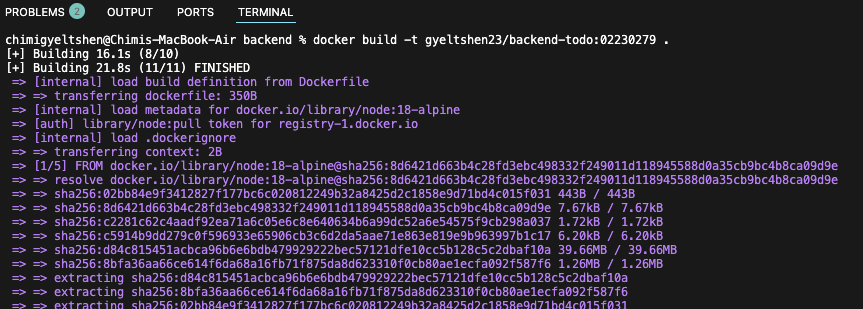 PROBLEMS 2 OUTPUT PORTS TERMINAL
chimigyeltshen@Chimis-MacBook-Air backend % docker build -t gyeltshen23/backend-todo:02230279 .
[+] Building 16.1s (8/10)
[+] Building 21.8s (11/11) FINISHED
=> [internal] load build definition from Dockerfile
=> => transferring dockerfile: 350B
=> [internal] load metadata for docker.io/library/node:18-alpine
=> [auth] library/node:pull token for registry-1.docker.io
=> [internal] load .dockerignore
=> => transferring context: 2B
=> [1/5] FROM docker.io/library/node:18-alpine@sha256:8d6421d663b4c28fd3ebc498332f249011d118945588d0a35cb9bc4b8ca09d9e
=> => resolve docker.io/library/node:18-alpine@sha256:8d6421d663b4c28fd3ebc498332f249011d118945588d0a35cb9bc4b8ca09d9e
=> => sha256:02bb84e9f3412827f177bc6c020812249b32a8425d2c1858e9d71bd4c015f031 443B / 443B
=> => sha256:8d6421d663b4c28fd3ebc498332f249011d118945588d0a35cb9bc4b8ca09d9e 7.67kB / 7.67kB
=> => sha256:c2281c62c4aadf92ea71a6c05e6c8e640634b6a99dc52a6e54575f9cb298a037 1.72kB / 1.72kB
=> => sha256:c5914b9dd279c0f596933e65906cb3c6d2da5aae71e863e819e9b963997b1c17 6.20kB / 6.20kB
=> => sha256:d84c815451acbca96b6e6bdb479929222bec57121dfe10cc5b128c5c2dbaf10a 39.66MB / 39.66MB
=> => sha256:8bfa36aa66ce614f6da68a16fb71f875da8d623310f0cb80ae1ecfa092f587f6 1.26MB / 1.26MB
=> => extracting sha256:d84c815451acbca96b6e6bdb479929222bec57121dfe10cc5b128c5c2dbaf10a
=> => extracting sha256:8bfa36aa66ce614f6da68a16fb71f875da8d623310f0cb80ae1ecfa092f587f6
=> => extracting sha256:02bb84e9f3412827f177bc6c020812249b32a8425d2c1858e9d71bd4c015f031